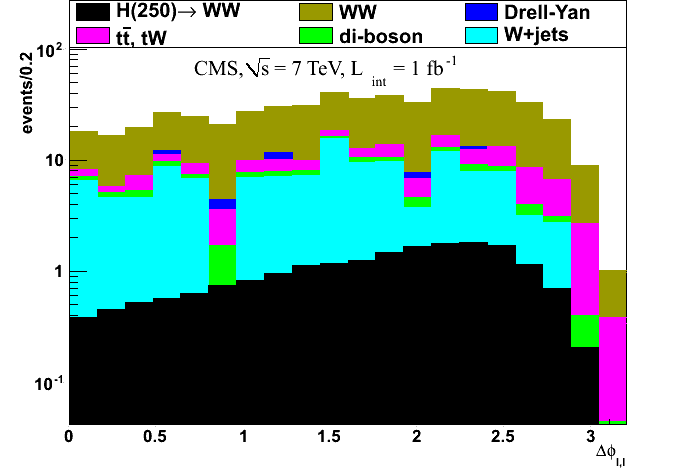 H(250)→ WW WW Drell-Yan
tt̄, tW di-boson W+jets
CMS, √s = 7 TeV, L int = 1 fb⁻¹
events/0.2
10²
10
1
10⁻¹
0 0.5 1 1.5 2 2.5 3
Δϕ l,l